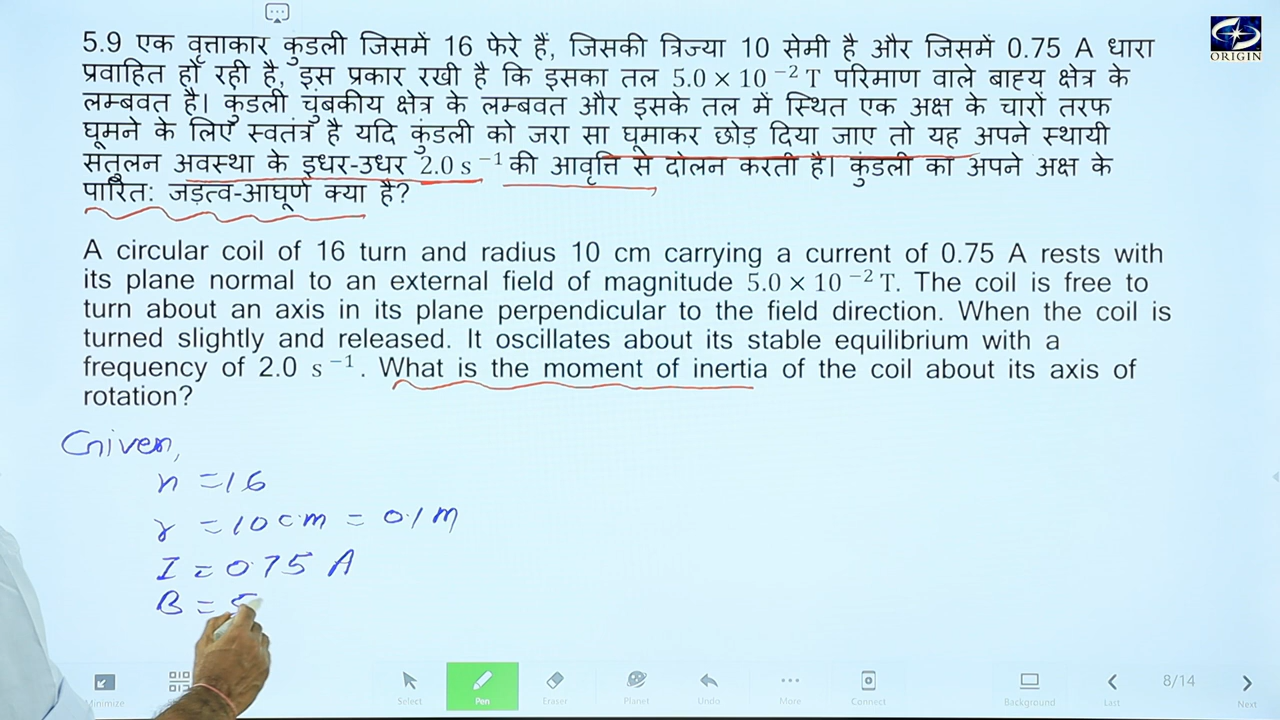 ORIGIN
5.9 एक वृत्ताकार कुंडली जिसमें 16 फेरे हैं, जिसकी त्रिज्या 10 सेमी है और जिसमें 0.75 A धारा
प्रवाहित हो रही है, इस प्रकार रखी है कि इसका तल 5.0 × 10 ⁻² T परिमाण वाले बाह्य क्षेत्र के
लम्बवत है। कुंडली चुंबकीय क्षेत्र के लम्बवत और इसके तल में स्थित एक अक्ष के चारों तरफ
घूमने के लिए स्वतंत्र है यदि कुंडली को जरा सा घूमाकर छोड़ दिया जाए तो यह अपने स्थायी
संतुलन अवस्था के इधर-उधर 2.0 s ⁻¹ की आवृत्ति से दोलन करती है। कुंडली का अपने अक्ष के
पारित: जड़त्व-आघूर्ण क्या है?
A circular coil of 16 turn and radius 10 cm carrying a current of 0.75 A rests with
its plane normal to an external field of magnitude 5.0 × 10 ⁻² T. The coil is free to
turn about an axis in its plane perpendicular to the field direction. When the coil is
turned slightly and released. It oscillates about its stable equilibrium with a
frequency of 2.0 s ⁻¹. What is the moment of inertia of the coil about its axis of
rotation?
Given,
n = 16
r = 10 cm = 0.1 m
I = 0.75 A
B = 5
Minimize
Select
Pen
Eraser
Planet
Undo
More
Connect
Background
Last
8/14
Next